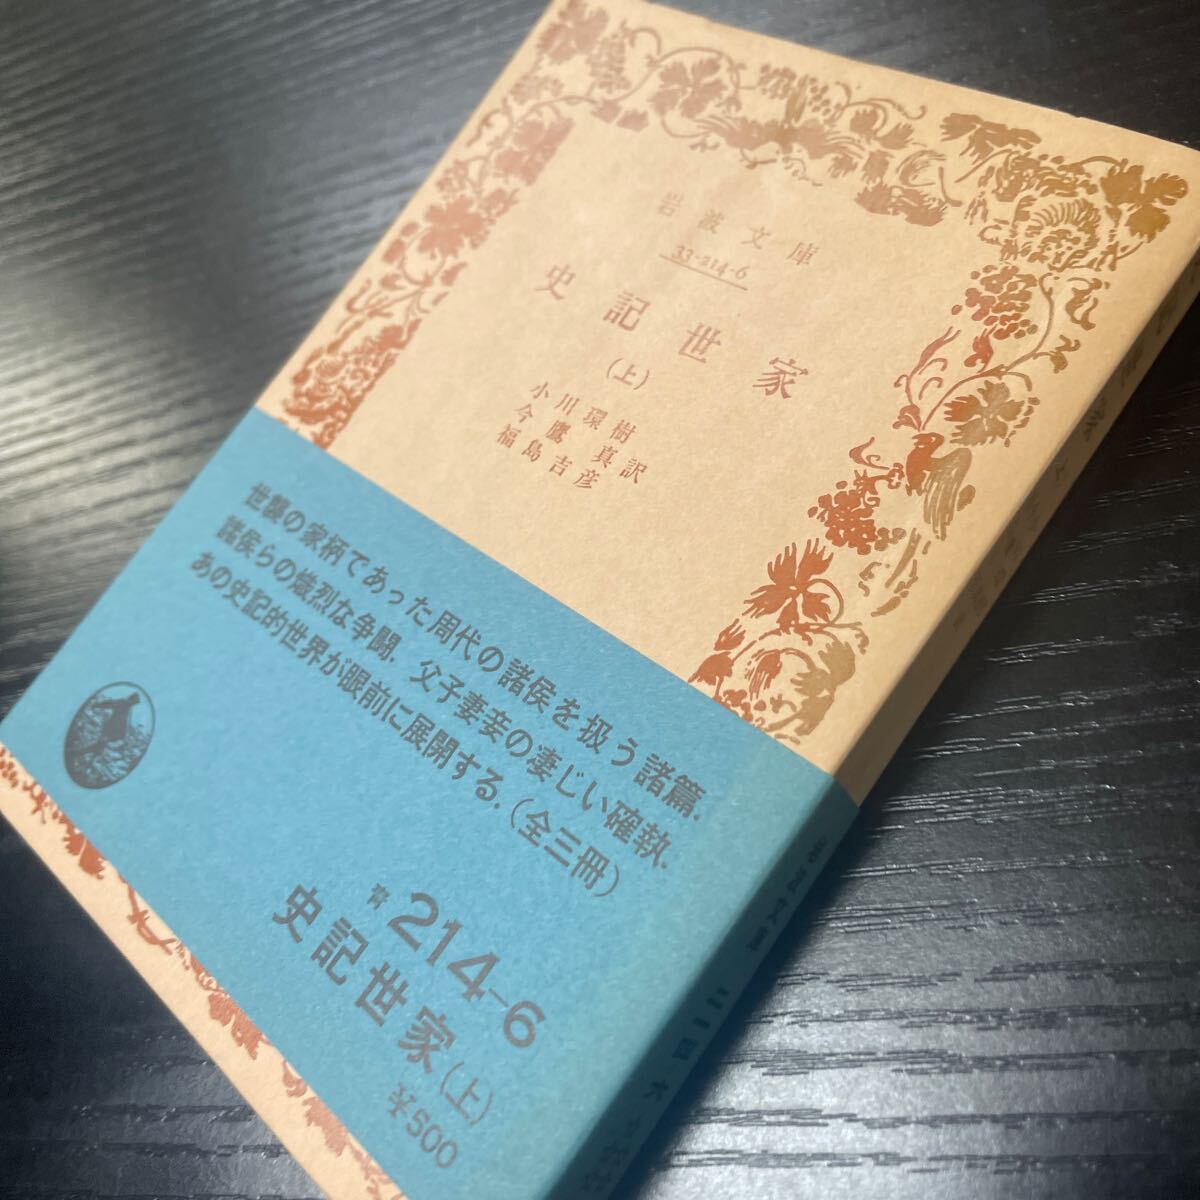 岩波文庫
33-214-6
史記世家
(上)
小川環樹
今鷹真訳
福島吉彦
世襲の家柄であった周代の諸侯を扱う諸篇.
諸侯らの熾烈な争闘,父子妻妾の凄じい確執.
あの史記的世界が眼前に展開する.(全三冊)
青214-6
史記世家(上)
¥500